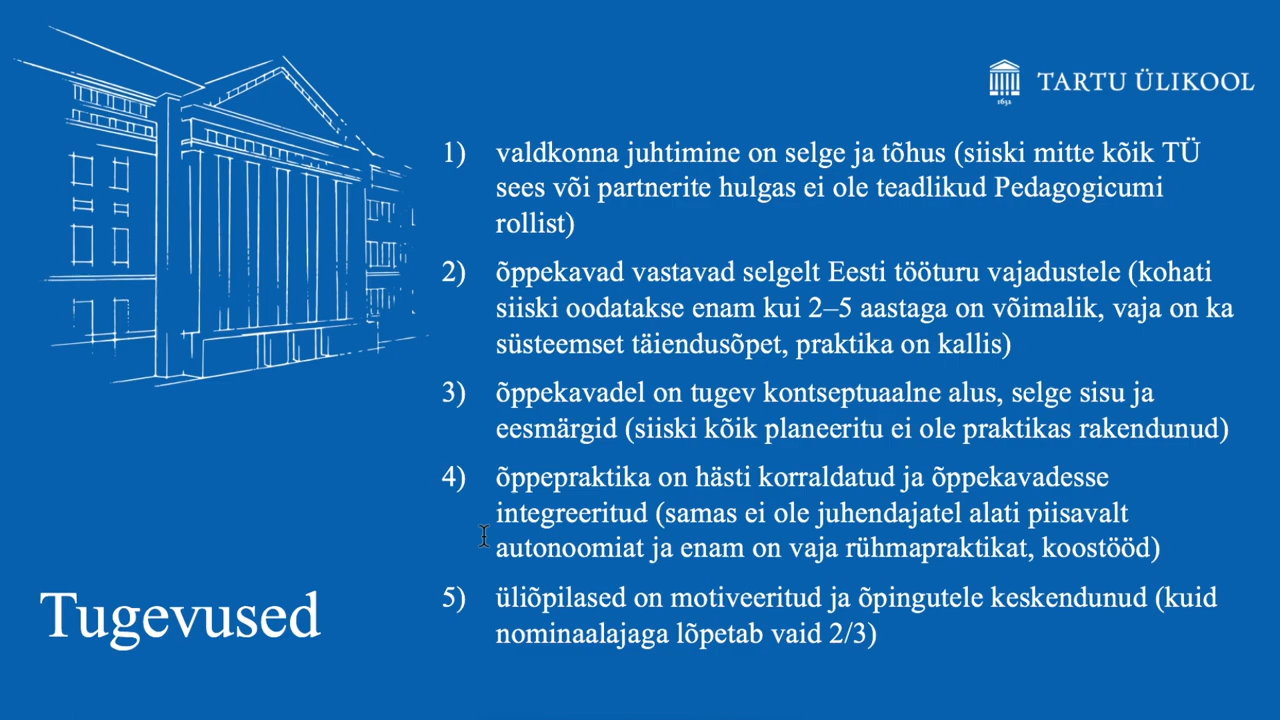 TARTU ÜLIKOOL
1632
1) valdkonna juhtimine on selge ja tõhus (siiski mitte kõik TÜ
sees või partnerite hulgas ei ole teadlikud Pedagogicumi
rollist)
2) õppekavad vastavad selgelt Eesti tööturu vajadustele (kohati
siiski oodatakse enam kui 2–5 aastaga on võimalik, vaja on ka
süsteemset täiendusõpet, praktika on kallis)
3) õppekavadel on tugev kontseptuaalne alus, selge sisu ja
eesmärgid (siiski kõik planeeritu ei ole praktikas rakendunud)
4) õppepraktika on hästi korraldatud ja õppekavadesse
integreeritud (samas ei ole juhendajatel alati piisavalt
autonoomiat ja enam on vaja rühmapraktikat, koostööd)
5) üliõpilased on motiveeritud ja õpingutele keskendunud (kuid
nominaalajaga lõpetab vaid 2/3)
Tugevused